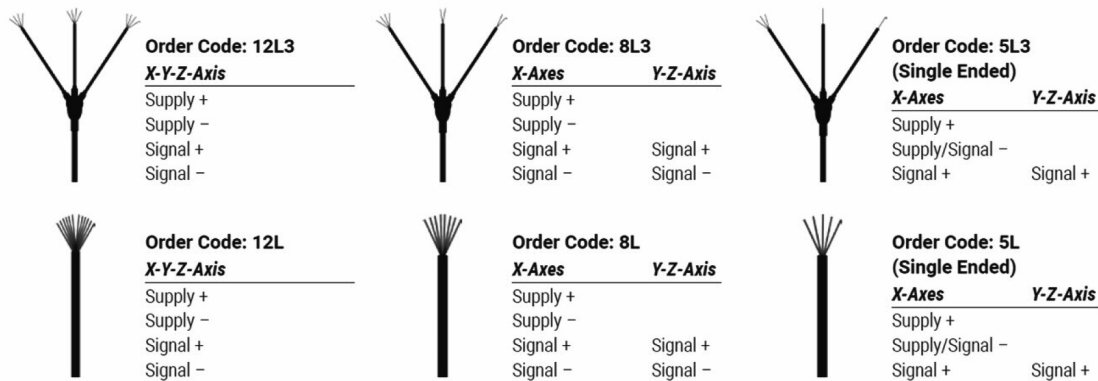 Order Code: 12L3
X-Y-Z-Axis
Supply +
Supply −
Signal +
Signal −
Order Code: 8L3
X-Axes Y-Z-Axis
Supply +
Supply −
Signal + Signal +
Signal − Signal −
Order Code: 5L3
(Single Ended)
X-Axes Y-Z-Axis
Supply +
Supply/Signal −
Signal + Signal +
Order Code: 12L
X-Y-Z-Axis
Supply +
Supply −
Signal +
Signal −
Order Code: 8L
X-Axes Y-Z-Axis
Supply +
Supply −
Signal + Signal +
Signal − Signal −
Order Code: 5L
(Single Ended)
X-Axes Y-Z-Axis
Supply +
Supply/Signal −
Signal + Signal +